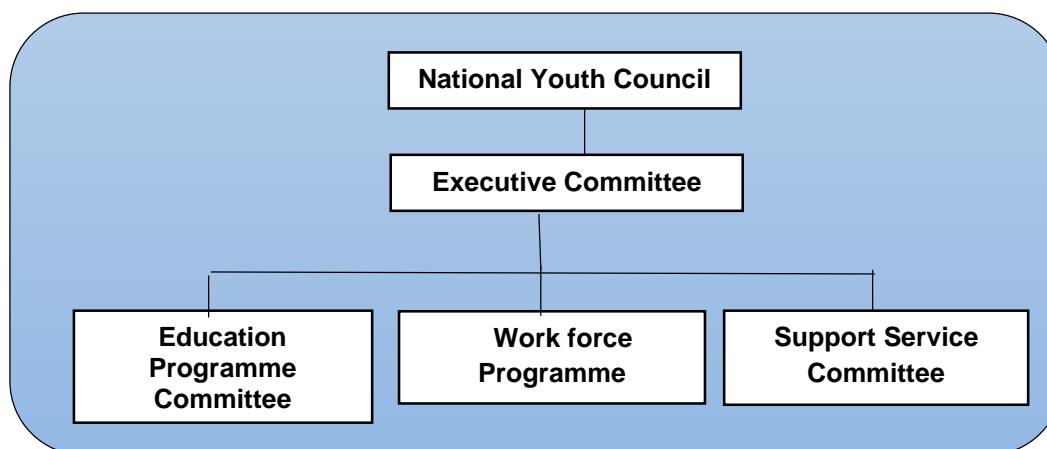 National Youth Council
Executive Committee
Education
Programme
Committee
Work force
Programme
Support Service
Committee